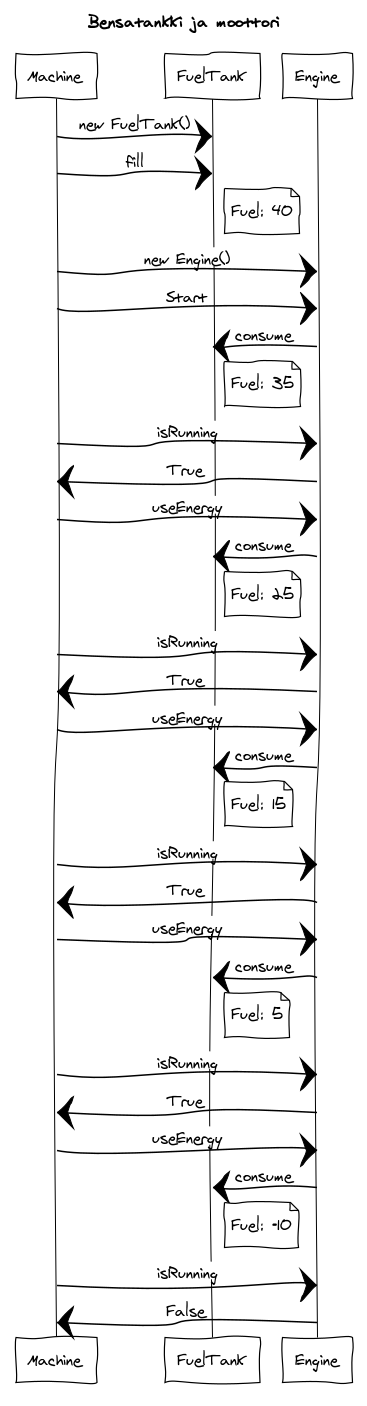 Bensatankki ja moottori
Machine FuelTank Engine
new FuelTank()
fill
Fuel: 40
new Engine()
Start
consume
Fuel: 35
isRunning
True
useEnergy
consume
Fuel: 25
isRunning
True
useEnergy
consume
Fuel: 15
isRunning
True
useEnergy
consume
Fuel: 5
isRunning
True
useEnergy
consume
Fuel: -10
isRunning
False
Machine FuelTank Engine